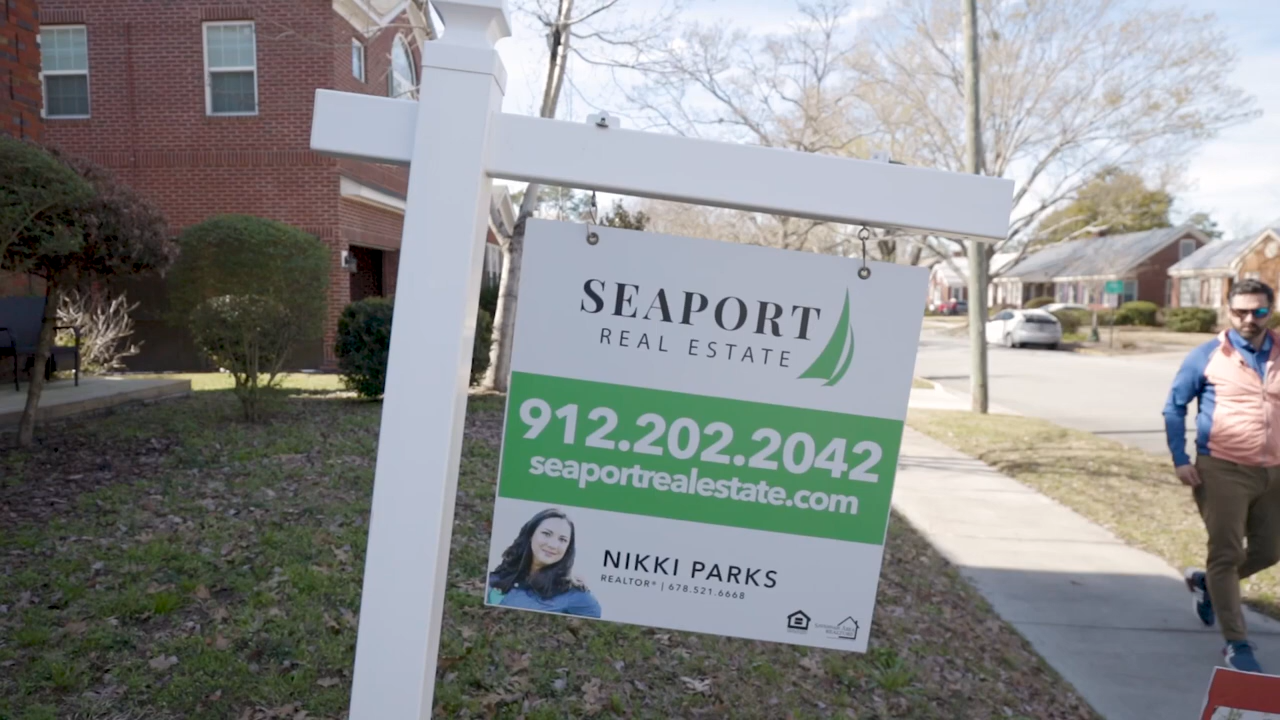 SEAPORT
REAL ESTATE
912.202.2042
seaportrealestate.com
NIKKI PARKS
REALTOR® | 678.521.6668